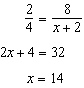 2/4 = 8/(x + 2)
2x + 4 = 32
x = 14